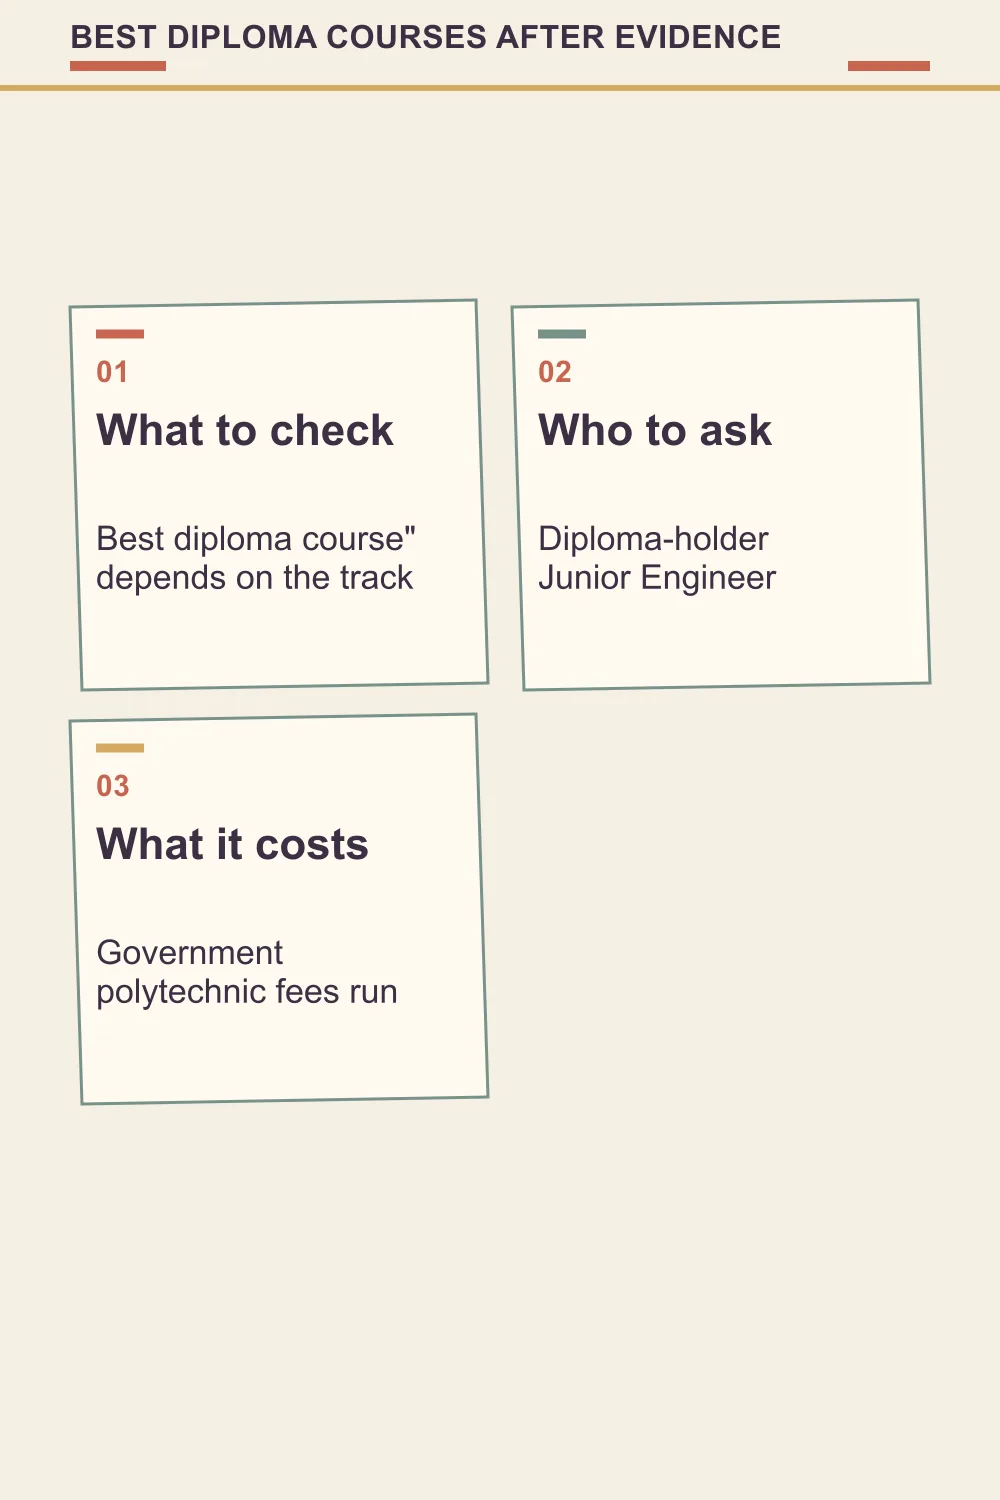 BEST DIPLOMA COURSES AFTER EVIDENCE
01
What to check
Best diploma course"
depends on the track
02
Who to ask
Diploma-holder
Junior Engineer
03
What it costs
Government
polytechnic fees run